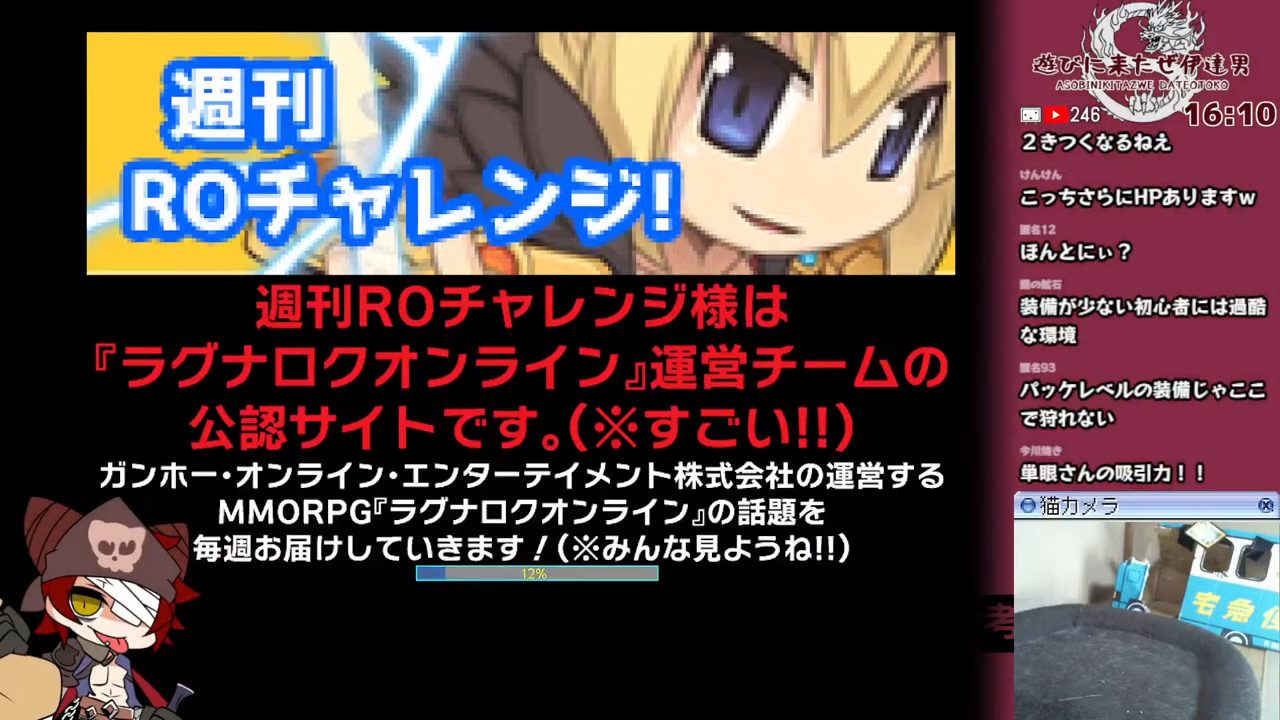 週刊
ROチャレンジ!
週刊ROチャレンジ様は
『ラグナロクオンライン』運営チームの
公認サイトです。(※すごい!!)
ガンホー・オンライン・エンターテイメント株式会社の運営する
MMORPG『ラグナロクオンライン』の話題を
毎週お届けしていきます！(※みんな見ようね!!)
12%
遊びに来たぜ伊達男
ASOBINIKITAZWE DATEOTOKO
246
16:10
２きつくなるねえ
けんけん
こっちさらにHPありますw
匿名12
ほんとにぃ？
闇の鉱石
装備が少ない初心者には過酷
な環境
匿名93
パッケレベルの装備じゃここ
で狩れない
今川焼き
単眼さんの吸引力！！
猫カメラ
宅急便